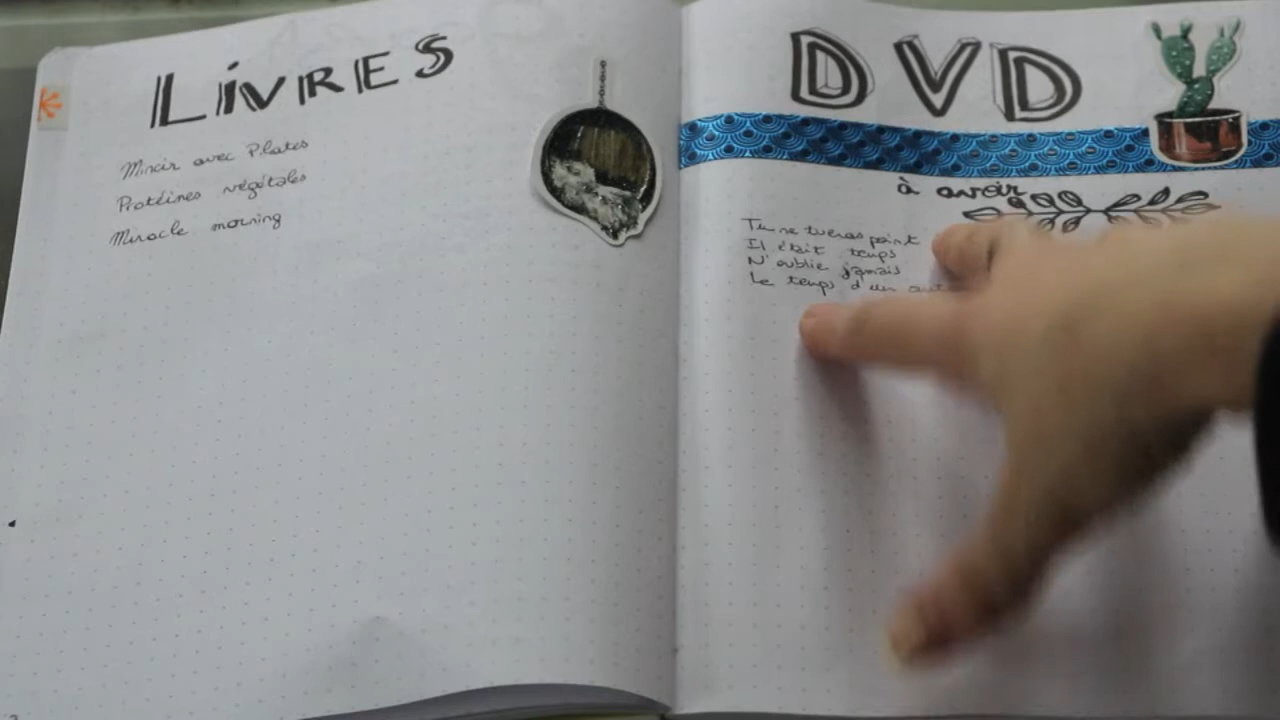 LiVRES
Mincir avec Pilates
Protéines végétales
Miracle morning
DVD
à avoir
Tu ne tueras point
Il était temps
N'oublie jamais
Le temps d'un